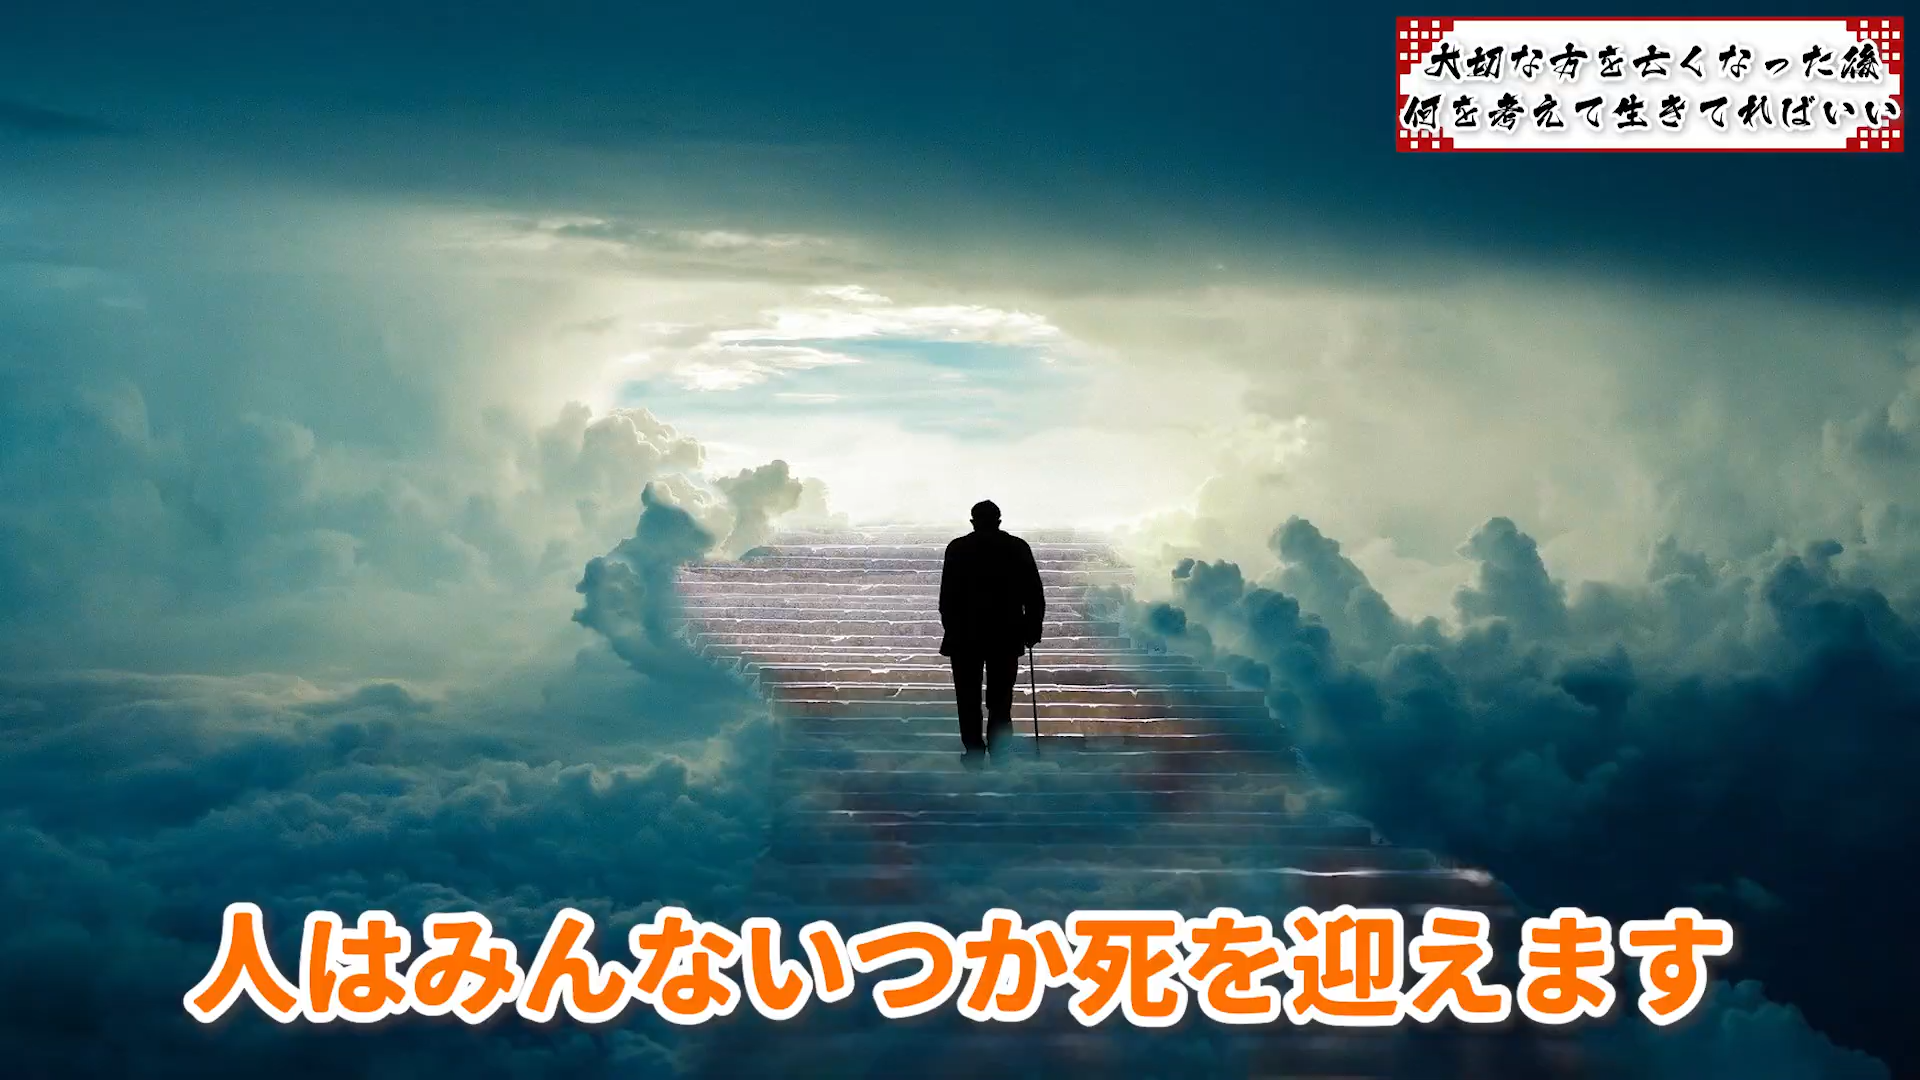 大切な方を亡くなった後
何を考えて生きてればいい
人はみんないつか死を迎えます